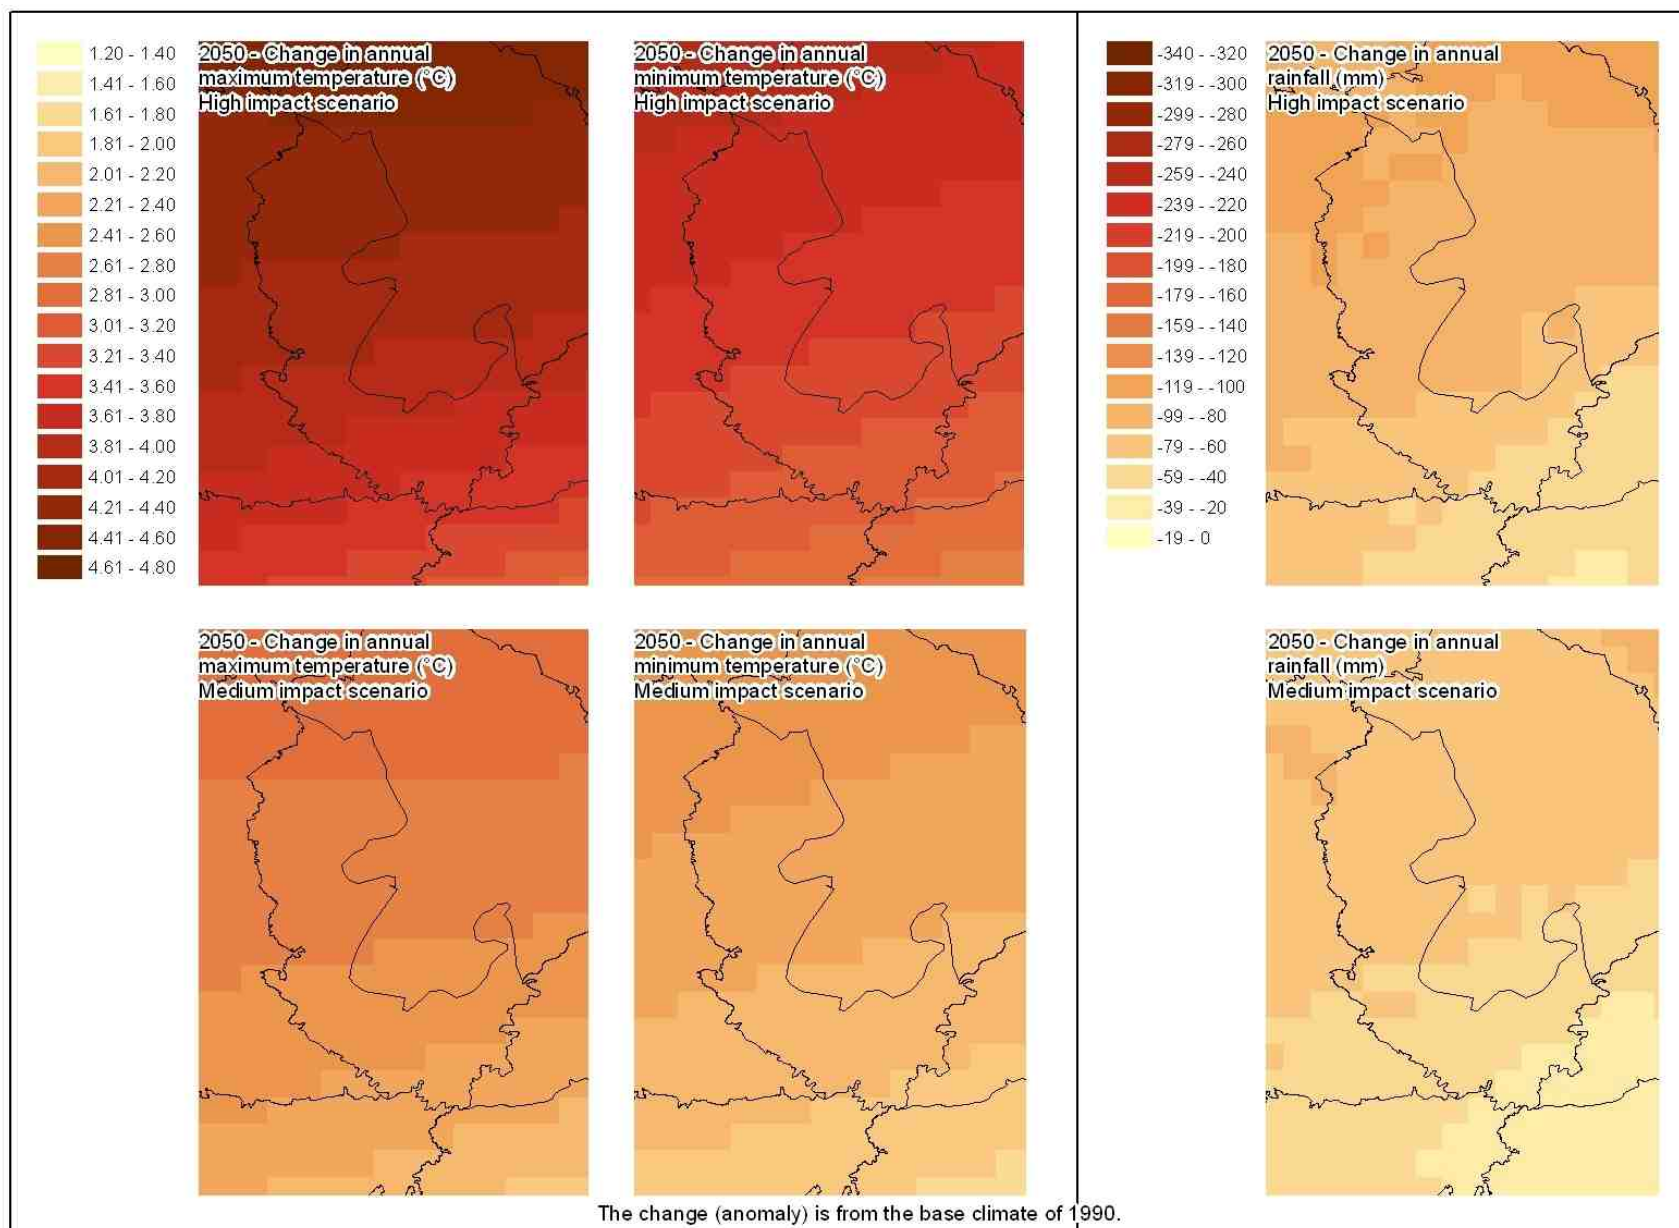 1.20 - 1.40
1.41 - 1.60
1.61 - 1.80
1.81 - 2.00
2.01 - 2.20
2.21 - 2.40
2.41 - 2.60
2.61 - 2.80
2.81 - 3.00
3.01 - 3.20
3.21 - 3.40
3.41 - 3.60
3.61 - 3.80
3.81 - 4.00
4.01 - 4.20
4.21 - 4.40
4.41 - 4.60
4.61 - 4.80
2050 - Change in annual
maximum temperature (°C)
High impact scenario
2050 - Change in annual
minimum temperature (°C)
High impact scenario
-340 - -320
-319 - -300
-299 - -280
-279 - -260
-259 - -240
-239 - -220
-219 - -200
-199 - -180
-179 - -160
-159 - -140
-139 - -120
-119 - -100
-99 - -80
-79 - -60
-59 - -40
-39 - -20
-19 - 0
2050 - Change in annual
rainfall (mm)
High impact scenario
2050 - Change in annual
maximum temperature (°C)
Medium impact scenario
2050 - Change in annual
minimum temperature (°C)
Medium impact scenario
2050 - Change in annual
rainfall (mm)
Medium impact scenario
The change (anomaly) is from the base climate of 1990.